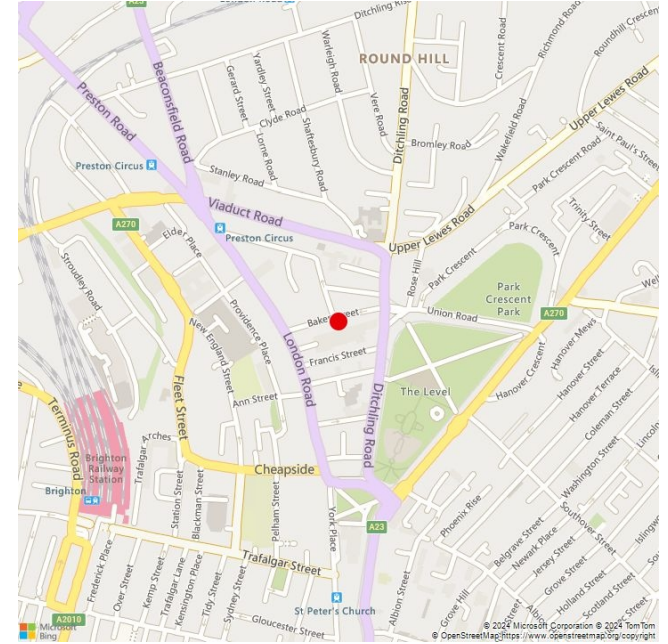 A23
Ditchling Rise
ROUND HILL
Crescent Road
Richmond Road
Roundhill Crescent
Warleigh Road
Yardley Street
Gerard Street
Beaconsfield Road
Preston Road
Vere Road
Clyde Road
Lorne Road
Shaftesbury Road
Ditchling Road
Bromley Road
Wakefield Road
Upper Lewes Road
Saint Paul's Street
Preston Circus
Stanley Road
Park Crescent Road
Trinity Street
Viaduct Road
A270
Elder Place
Preston Circus
Upper Lewes Road
Park Crescent
Park Crescent
Stroudley Road
Rose Hill
Park
Crescent
Park
Providence Place
New England Street
Baker Street
Union Road
A270
London Road
Francis Street
Hanover Mews
Hanover Crescent
Hanover Street
Hanover Terrace
Coleman Street
Fleet Street
Ann Street
Ditchling Road
The Level
Terminus Road
Arches
Trafalgar
Cheapside
Brighton
Railway
Station
Brighton
Washington Street
Southover Street
Station Street
Blackman Street
Pelham Street
York Place
A23
Phoenix Rise
Belgrave Street
Newark Place
Jersey Street
Grove Street
Holland Street
Scotland Street
Trafalgar Street
Frederick Place
Over Street
Kemp Street
Trafalgar Lane
Kensington Place
Tidy Street
Sydney Street
Gloucester Street
St Peter's Church
Albion Street
Grove Hill
A2010
Microsoft
Bing
© 2024 Microsoft Corporation © 2024 TomTom
© OpenStreetMap https://www.openstreetmap.org/copyright